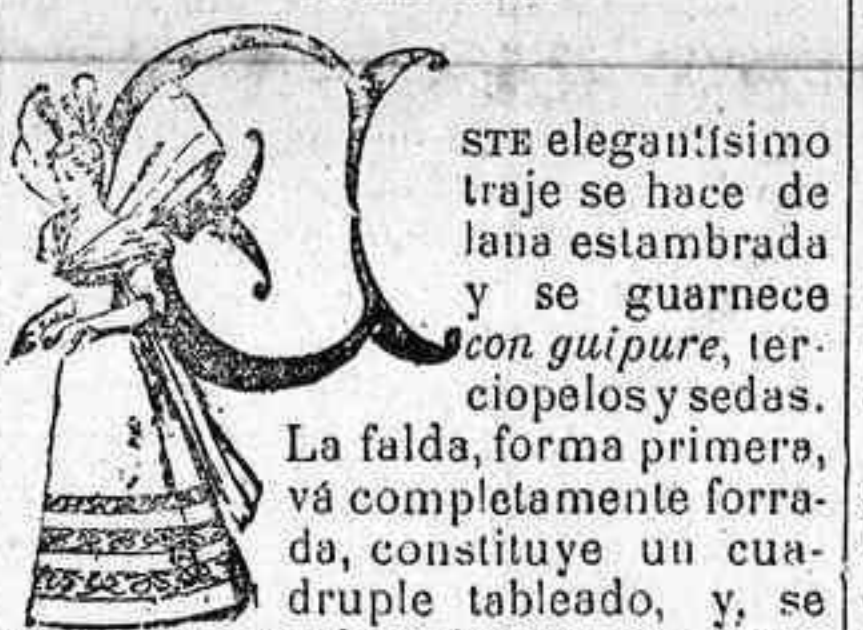 ESTE elegantísimo
traje se hace de
lana estambrada
y se guarnece
con guipure, ter-
ciopelos y sedas.
La falda, forma primera,
vá completamente forra-
da, constituye un cua-
druple tableado, y, se